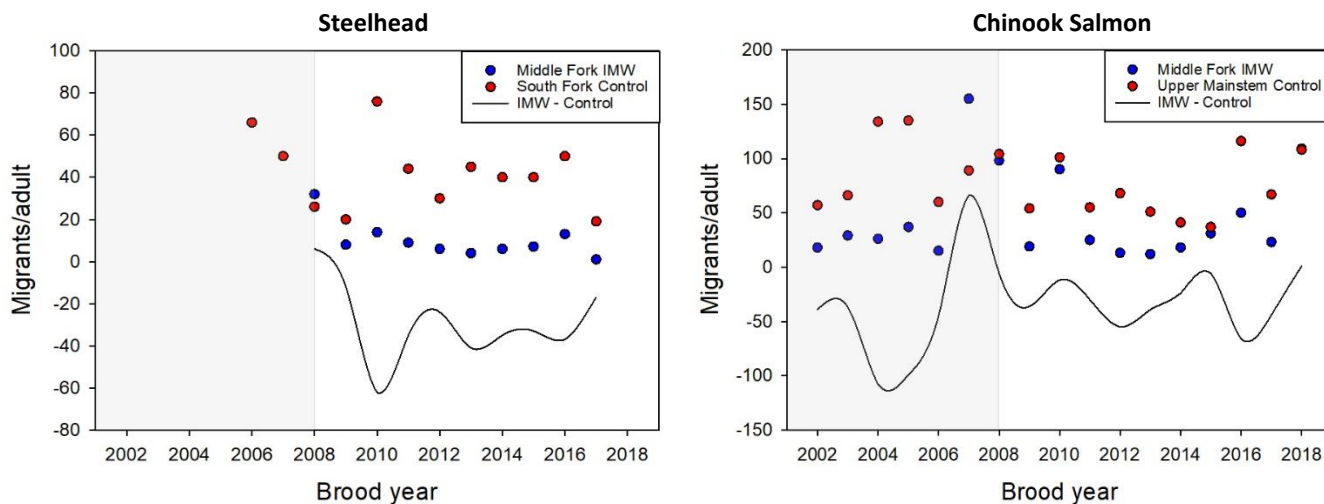 Steelhead
100
80
60
40
20
0
-20
-40
-60
-80
Migrants/adult
Middle Fork IMW
South Fork Control
IMW - Control
2002 2004 2006 2008 2010 2012 2014 2016 2018
Brood year
Chinook Salmon
200
150
100
50
0
-50
-100
-150
Migrants/adult
Middle Fork IMW
Upper Mainstem Control
IMW - Control
2002 2004 2006 2008 2010 2012 2014 2016 2018
Brood year